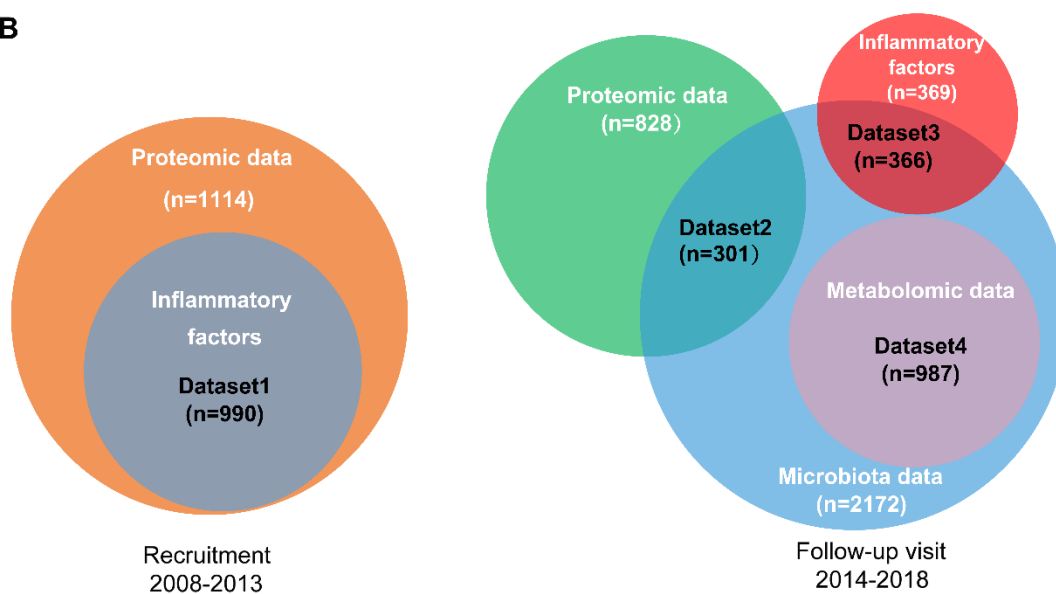 B
Proteomic data
(n=1114)
Inflammatory
factors
Dataset1
(n=990)
Recruitment
2008-2013
Proteomic data
(n=828）
Inflammatory
factors
(n=369)
Dataset3
(n=366)
Dataset2
(n=301）
Metabolomic data
Dataset4
(n=987)
Microbiota data
(n=2172)
Follow-up visit
2014-2018